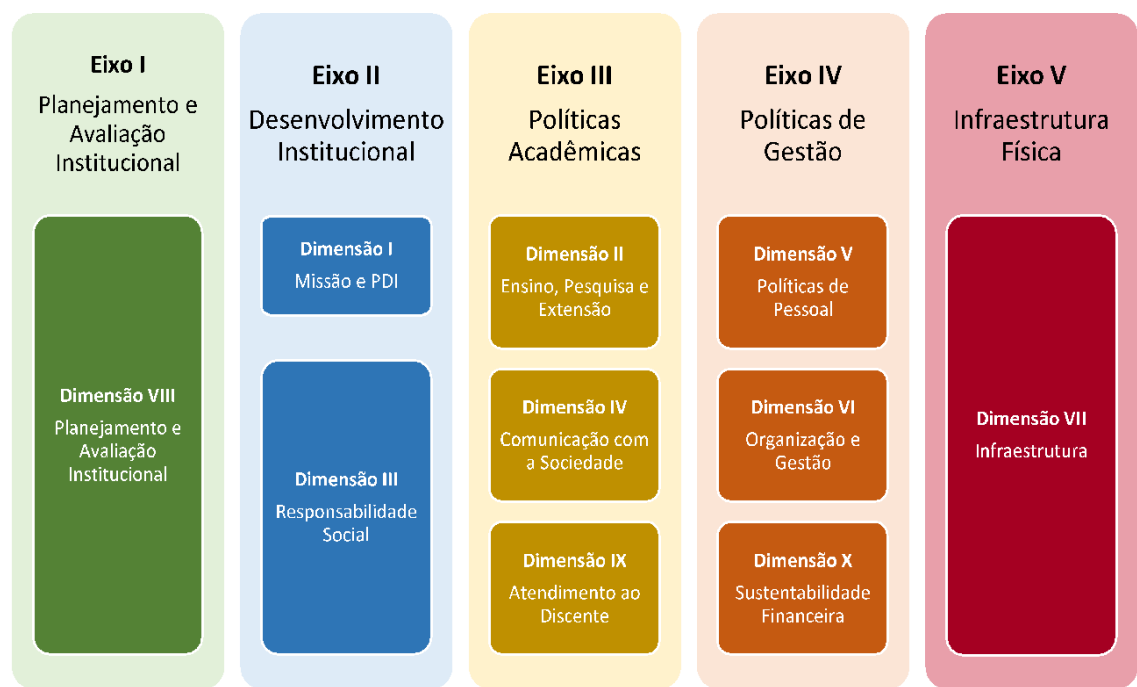 Eixo I
Planejamento e
Avaliação
Institucional
Dimensão VIII
Planejamento e
Avaliação
Institucional
Eixo II
Desenvolvimento
Institucional
Dimensão I
Missão e PDI
Dimensão III
Responsabilidade
Social
Eixo III
Políticas
Acadêmicas
Dimensão II
Ensino, Pesquisa e
Extensão
Dimensão IV
Comunicação com
a Sociedade
Dimensão IX
Atendimento ao
Discente
Eixo IV
Políticas de
Gestão
Dimensão V
Políticas de
Pessoal
Dimensão VI
Organização e
Gestão
Dimensão X
Sustentabilidade
Financeira
Eixo V
Infraestrutura
Física
Dimensão VII
Infraestrutura